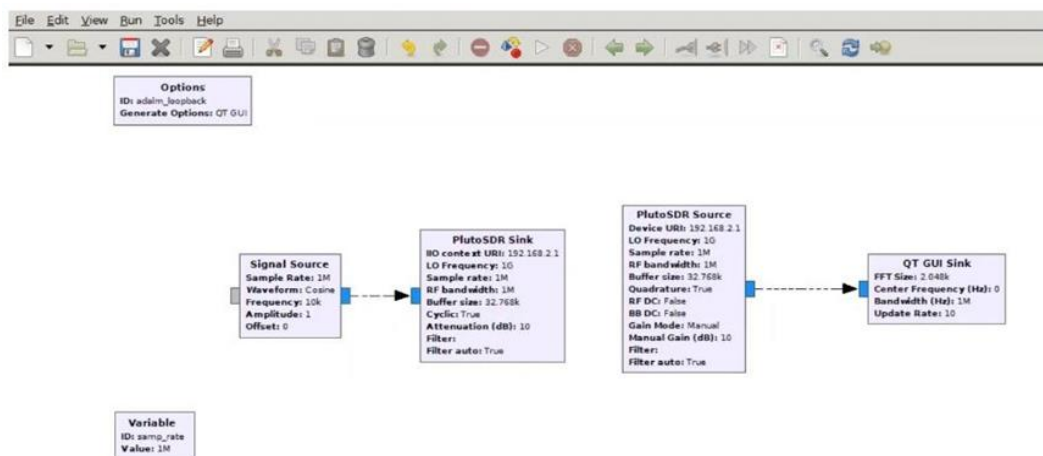 File Edit View Run Tools Help
Options
ID: adalm_loopback
Generate Options: QT GUI
Signal Source
Sample Rate: 1M
Waveform: Cosine
Frequency: 10k
Amplitude: 1
Offset: 0
PlutoSDR Sink
IIO context URI: 192.168.2.1
LO Frequency: 1G
Sample rate: 1M
RF bandwidth: 1M
Buffer size: 32.768k
Cyclic: True
Attenuation (dB): 10
Filter:
Filter auto: True
PlutoSDR Source
Device URI: 192.168.2.1
LO Frequency: 1G
Sample rate: 1M
RF bandwidth: 1M
Buffer size: 32.768k
Quadrature: True
RF DC: False
BB DC: False
Gain Mode: Manual
Manual Gain (dB): 10
Filter:
Filter auto: True
QT GUI Sink
FFT Size: 2.048k
Center Frequency (Hz): 0
Bandwidth (Hz): 1M
Update Rate: 10
Variable
ID: samp_rate
Value: 1M